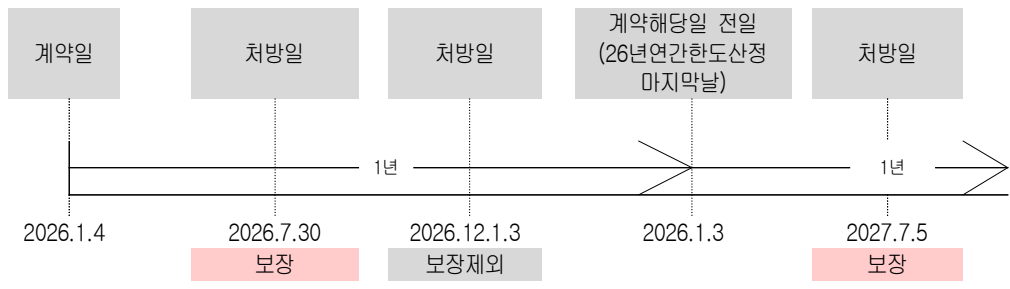 계약일
처방일
처방일
계약해당일 전일
(26년연간한도산정
마지막날)
처방일
1년
1년
2026.1.4
2026.7.30
2026.12.1.3
2026.1.3
2027.7.5
보장
보장제외
보장